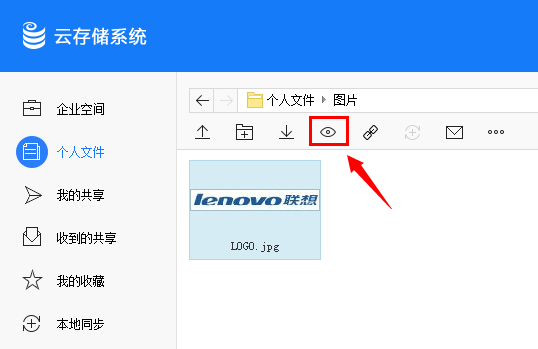 云存储系统
个人文件 图片
企业空间
个人文件
我的共享
收到的共享
我的收藏
本地同步
lenovo联想
LOGO.jpg